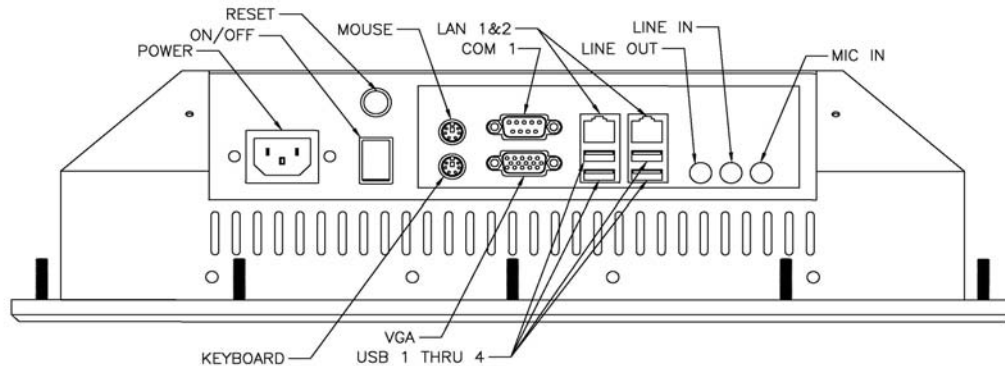 RESET
ON/OFF
POWER
MOUSE
LAN 1&2
COM 1
LINE IN
LINE OUT
MIC IN
VGA
KEYBOARD
USB 1 THRU 4